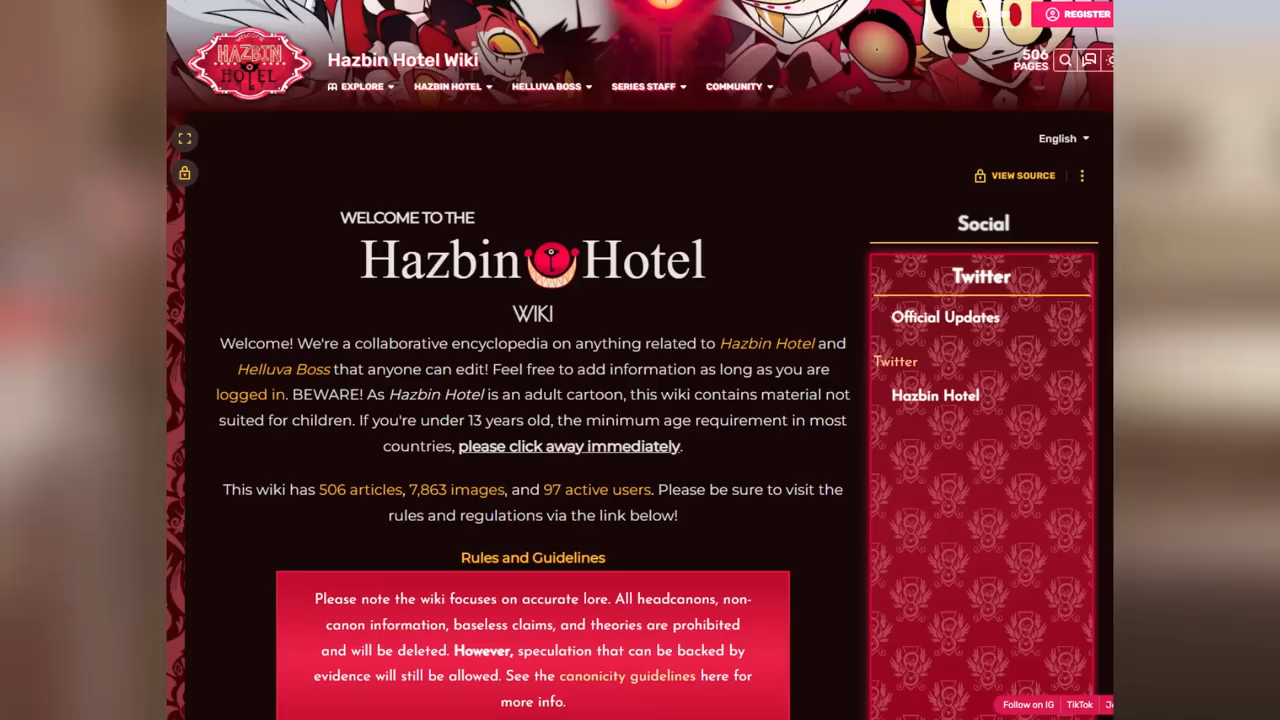 REGISTER
WELCOME
HAZBIN
HOTEL
Hazbin Hotel Wiki
506
PAGES
EXPLORE
HAZBIN HOTEL
HELLUVA BOSS
SERIES STAFF
COMMUNITY
English
VIEW SOURCE
WELCOME TO THE
Hazbin Hotel
WIKI
Welcome! We're a collaborative encyclopedia on anything related to Hazbin Hotel and
Helluva Boss that anyone can edit! Feel free to add information as long as you are
logged in. BEWARE! As Hazbin Hotel is an adult cartoon, this wiki contains material not
suited for children. If you're under 13 years old, the minimum age requirement in most
countries, please click away immediately.
This wiki has 506 articles, 7,863 images, and 97 active users. Please be sure to visit the
rules and regulations via the link below!
Rules and Guidelines
Please note the wiki focuses on accurate lore. All headcanons, non-
canon information, baseless claims, and theories are prohibited
and will be deleted. However, speculation that can be backed by
evidence will still be allowed. See the canonicity guidelines here for
more info.
Social
Twitter
Official Updates
Twitter
Hazbin Hotel
Follow on IG
TikTok